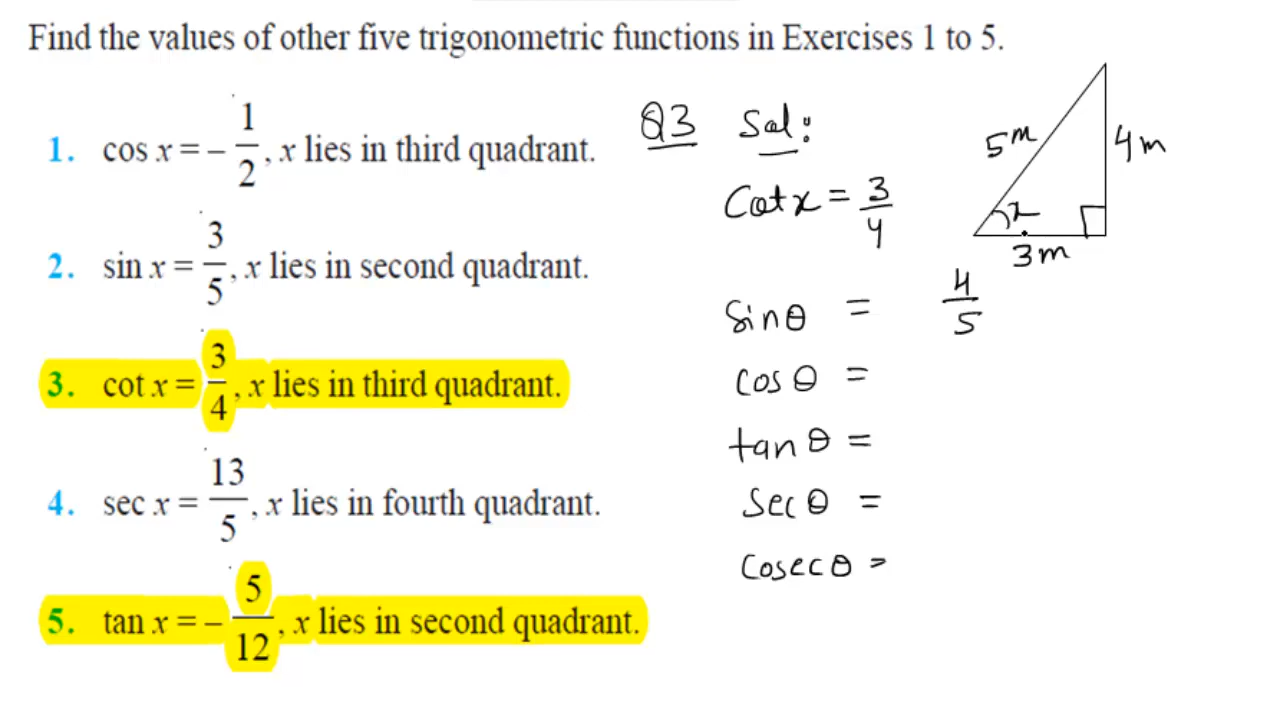 Find the values of other five trigonometric functions in Exercises 1 to 5.
1. cos x = – 1/2, x lies in third quadrant.
2. sin x = 3/5, x lies in second quadrant.
3. cot x = 3/4, x lies in third quadrant.
4. sec x = 13/5, x lies in fourth quadrant.
5. tan x = – 5/12, x lies in second quadrant.
Q3 Sol:
Cot x = 3/4
5m
4m
x
3m
Sinθ = 4/5
Cos θ =
tan θ =
Sec θ =
Cosec θ =